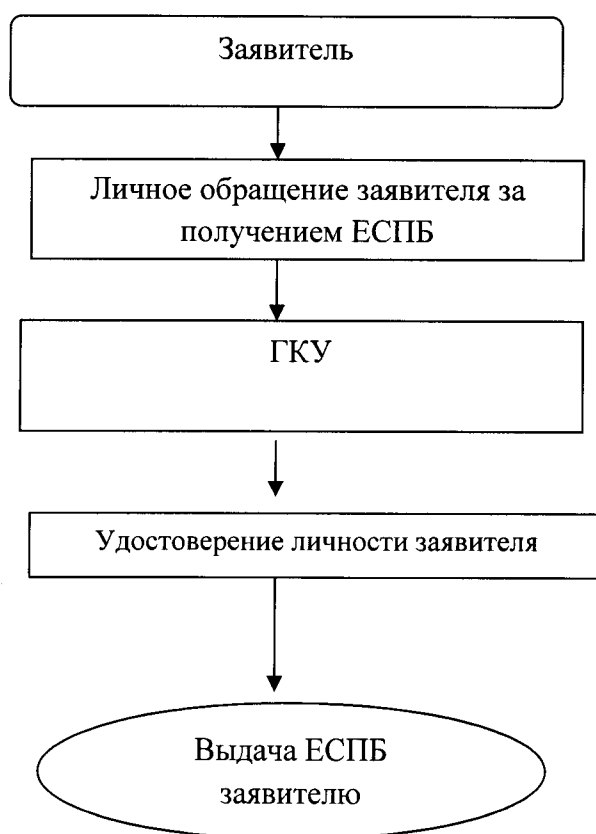 Заявитель
Личное обращение заявителя за
получением ЕСПБ
ГКУ
Удостоверение личности заявителя
Выдача ЕСПБ
заявителю